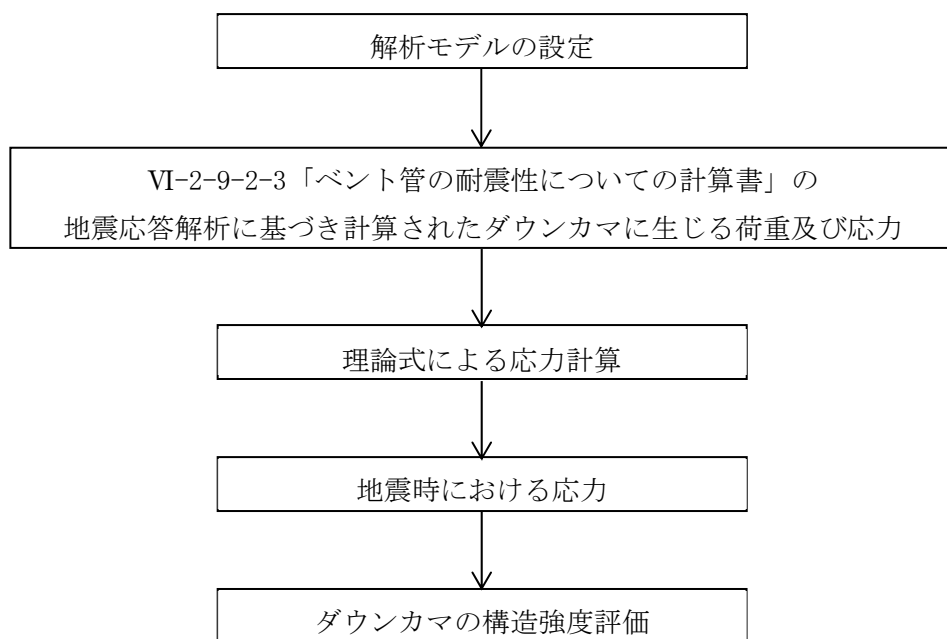 解析モデルの設定
Ⅵ-2-9-2-3「ベント管の耐震性についての計算書」の
地震応答解析に基づき計算されたダウンカマに生じる荷重及び応力
理論式による応力計算
地震時における応力
ダウンカマの構造強度評価